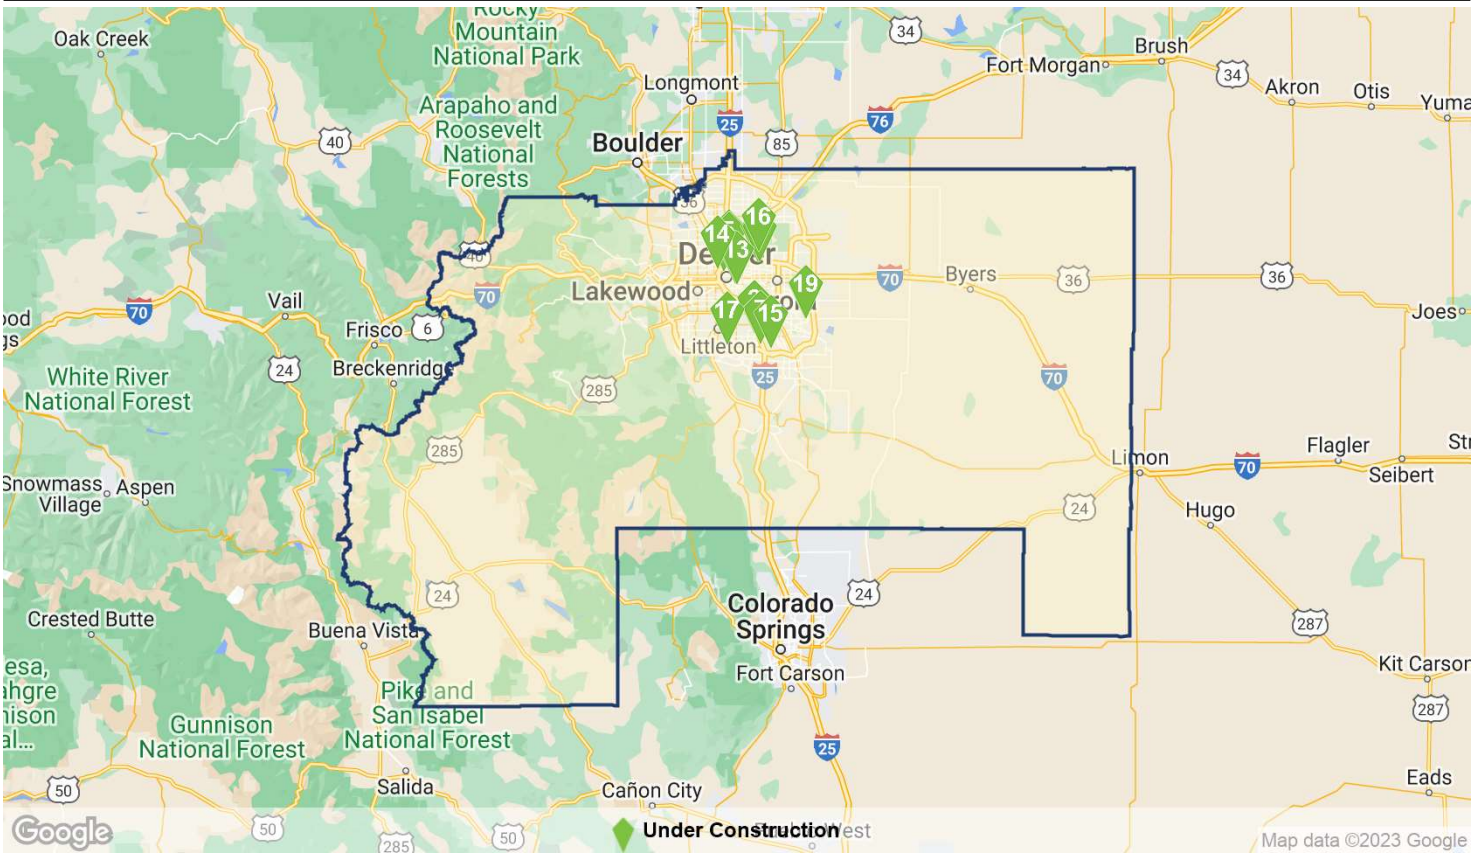 Rocky
Mountain
National Park
Oak Creek
34
Brush
Fort Morgan
34
Longmont
Akron
Otis
Yuma
Arapaho and
Roosevelt
National
Forests
25
76
40
85
Boulder
36
16
14
13
Denver
40
Lakewood
70
Byers
36
36
19
70
Vail
70
17
15
Joes
Frisco
6
Littleton
24
Breckenridge
25
70
White River
National Forest
285
285
Limon
Flagler
70
Seibert
Snowmass
Village
Aspen
24
Hugo
24
24
Colorado
Springs
287
Crested Butte
Buena Vista
Fort Carson
Kit Carson
Pike and
San Isabel
National Forest
287
Gunnison
National Forest
25
50
Salida
Cañon City
Eads
Google
50
50
285
Under Construction
West
Map data ©2023 Google